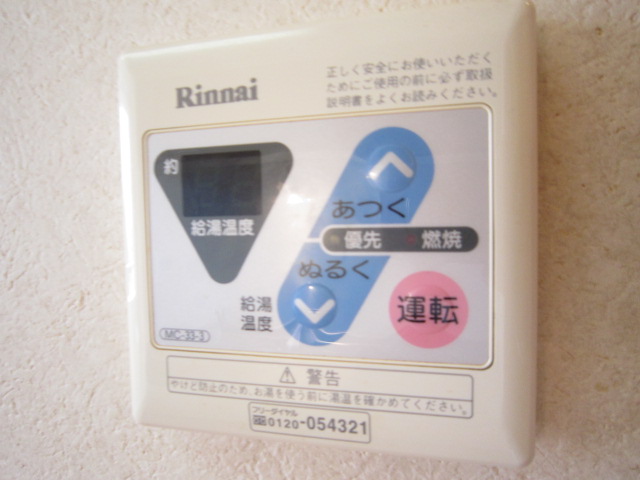 Rinnai
正しく安全にお使いいただく
ためにご使用の前に必ず取扱
説明書をよくお読みください。
約
給湯温度
あつく
優先 燃焼
ぬるく
給湯
温度
運転
MC-33-3
⚠ 警告
やけど防止のため、お湯を使う前に湯温を確かめてください。
フリーダイヤル
0120-054321